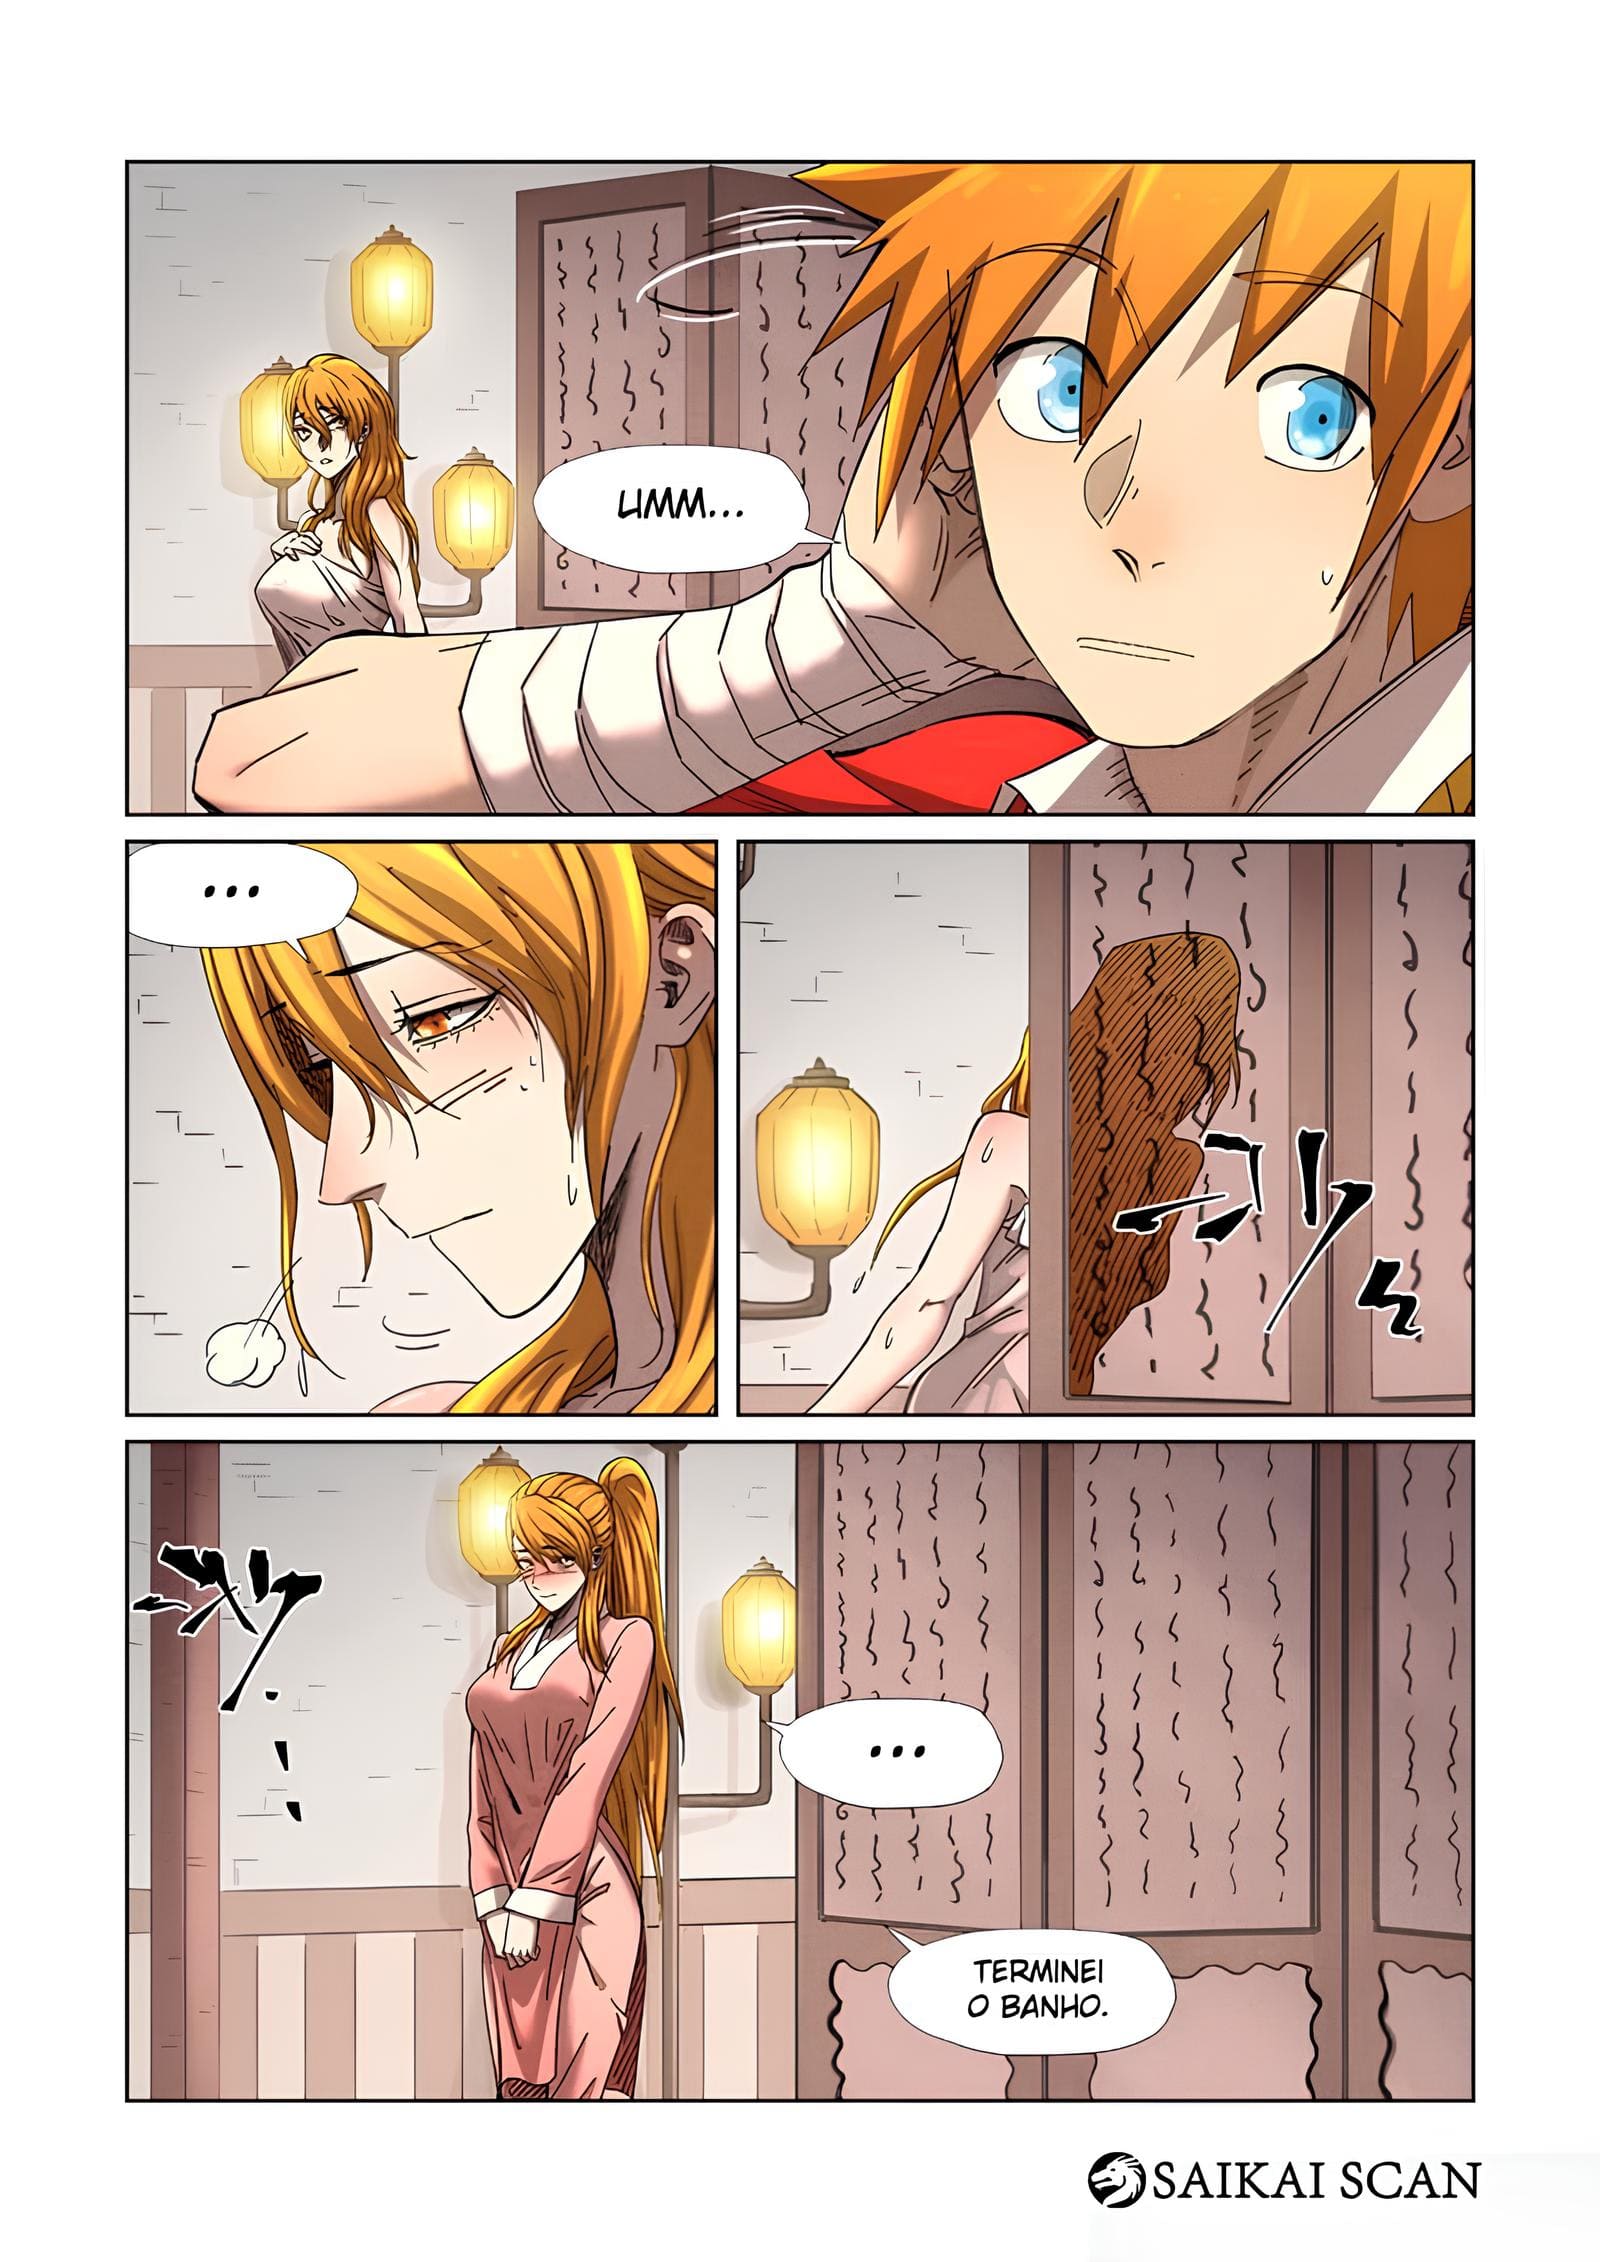 UMM...
...
...
TERMINEI
O BANHO.
SAIKAI SCAN